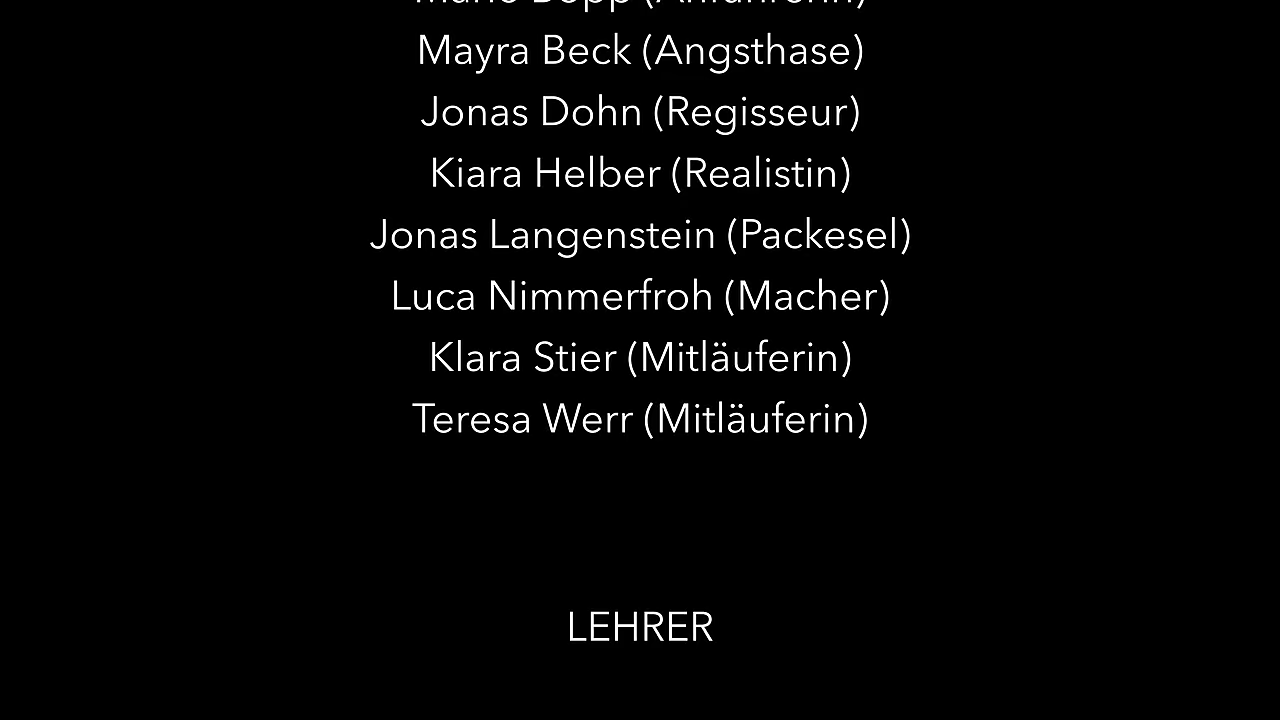 Mayra Beck (Angsthase)
Jonas Dohn (Regisseur)
Kiara Helber (Realistin)
Jonas Langenstein (Packesel)
Luca Nimmerfroh (Macher)
Klara Stier (Mitläuferin)
Teresa Werr (Mitläuferin)
LEHRER